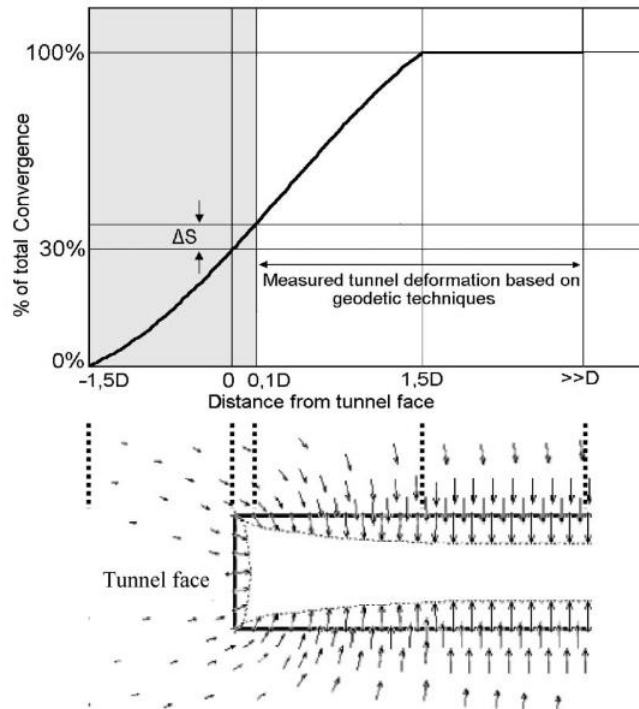 100%
% of total Convergence
ΔS
30%
Measured tunnel deformation based on
geodetic techniques
0%
-1,5D
0
0,1D
1,5D
>>D
Distance from tunnel face
Tunnel face